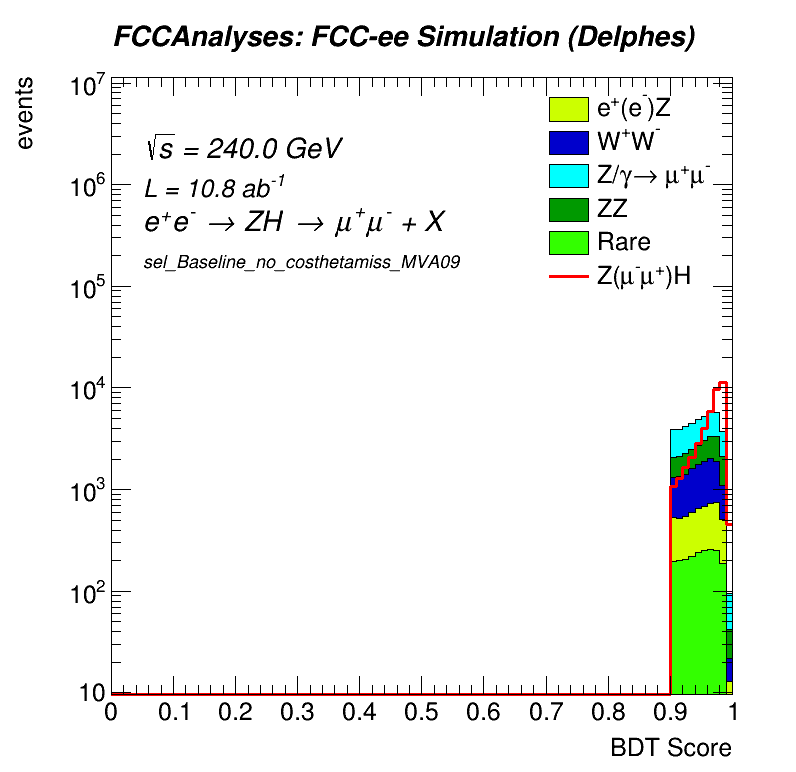 FCCAnalyses: FCC-ee Simulation (Delphes)
events
10⁷
10⁶
10⁵
10⁴
10³
10²
10
√s = 240.0 GeV
L = 10.8 ab⁻¹
e⁺e⁻ → ZH → μ⁺μ⁻ + X
sel_Baseline_no_costhetamiss_MVA09
e⁺(e⁻)Z
W⁺W⁻
Z/γ→ μ⁺μ⁻
ZZ
Rare
Z(μ⁻μ⁺)H
0 0.1 0.2 0.3 0.4 0.5 0.6 0.7 0.8 0.9 1
BDT Score